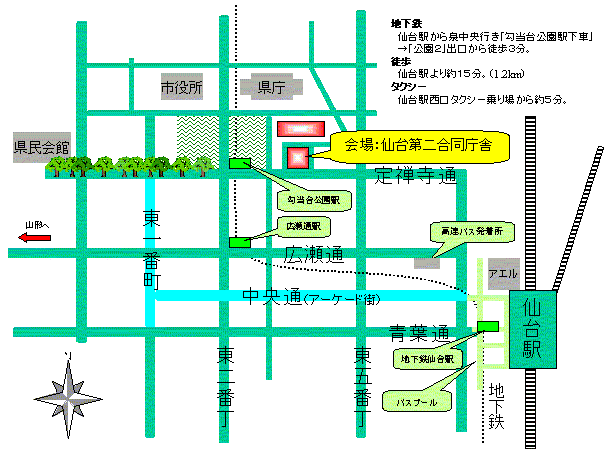 地下鉄
仙台駅から泉中央行き「勾当台公園駅下車」
→「公園2」出口から徒歩3分。
徒歩
仙台駅より約15分。(1.2km)
タクシー
仙台駅西口タクシー乗り場から約5分。
市役所
県庁
県民会館
会場：仙台第二合同庁舎
定禅寺通
勾当台公園駅
山形へ
東一番町
広瀬通駅
広瀬通
高速バス発着所
アエル
中央通(アーケード街)
仙台駅
青葉通
地下鉄仙台駅
東二番丁
東五番丁
バスプール
地下鉄
N